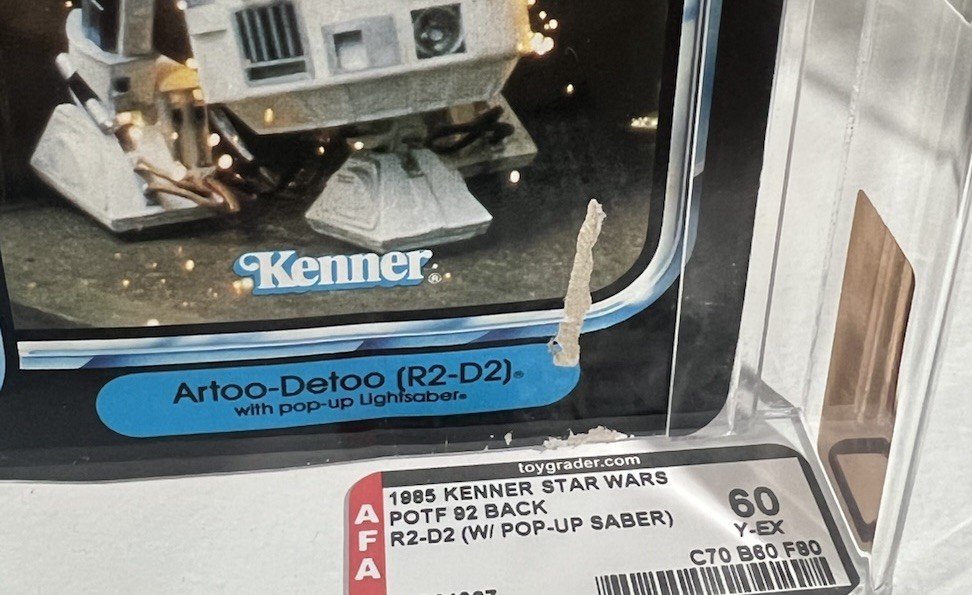 Kenner®
Artoo-Detoo (R2-D2)®
with pop-up Lightsaber®
toygrader.com
AFA
1985 KENNER STAR WARS
POTF 92 BACK
R2-D2 (W/ POP-UP SABER)
60
Y-EX
C70 B60 F80